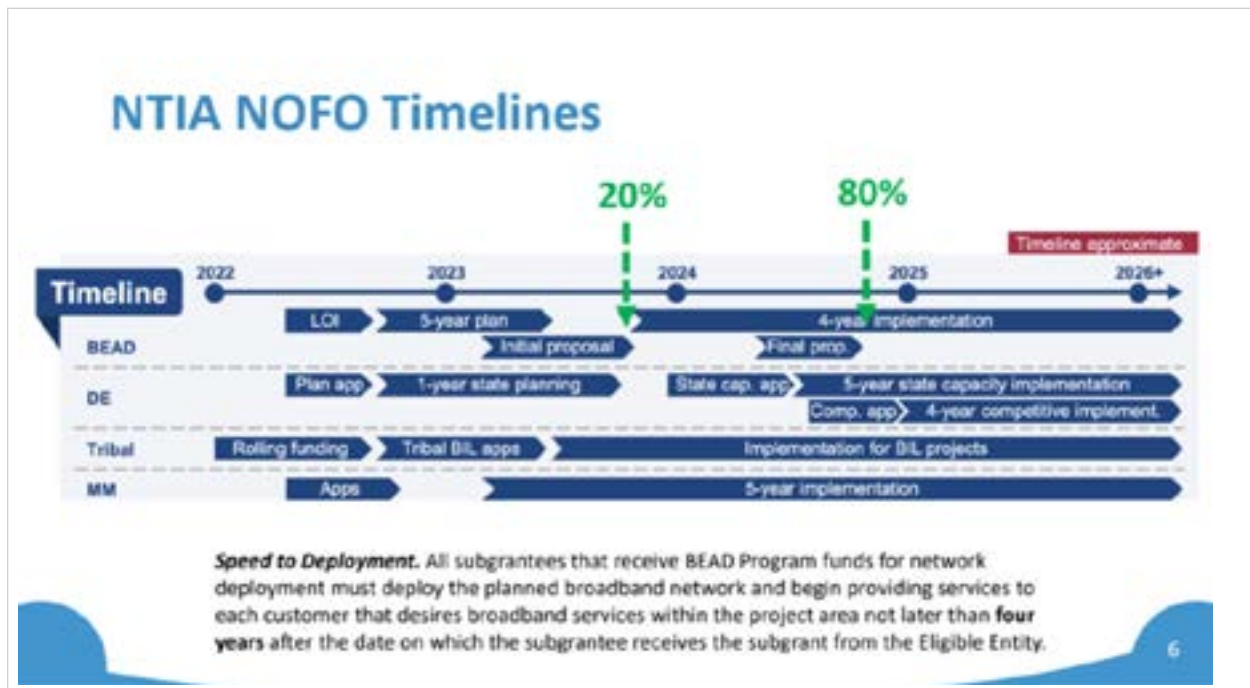 NTIA NOFO Timelines
20%
80%
Timeline approximate
2022
2023
2024
2025
2026+
Timeline
LOI
5-year plan
4-year implementation
BEAD
Initial proposal
Final prop.
Plan app
1-year state planning
State cap. app
5-year state capacity implementation
DE
Comp. app
4-year competitive implement.
Tribal
Rolling funding
Tribal BIL apps
Implementation for BIL projects
MM
Apps
5-year implementation
Speed to Deployment. All subgrantees that receive BEAD Program funds for network
deployment must deploy the planned broadband network and begin providing services to
each customer that desires broadband services within the project area not later than four
years after the date on which the subgrantee receives the subgrant from the Eligible Entity.
6